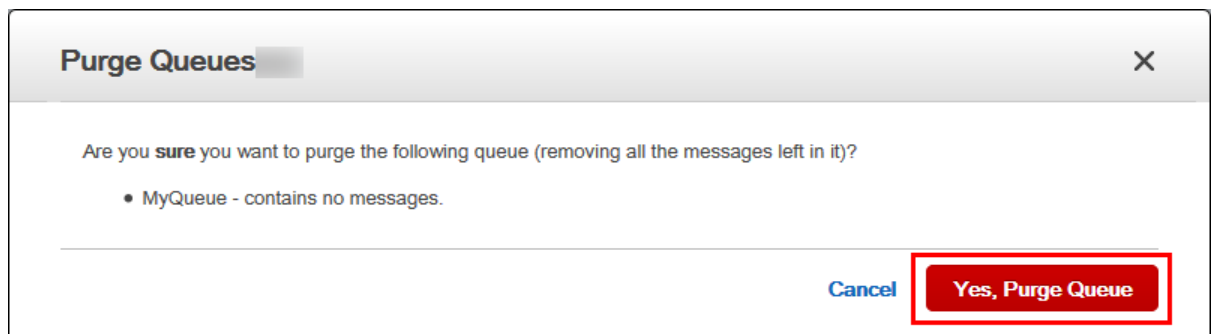 Purge Queues
Are you sure you want to purge the following queue (removing all the messages left in it)?
• MyQueue - contains no messages.
Cancel
Yes, Purge Queue